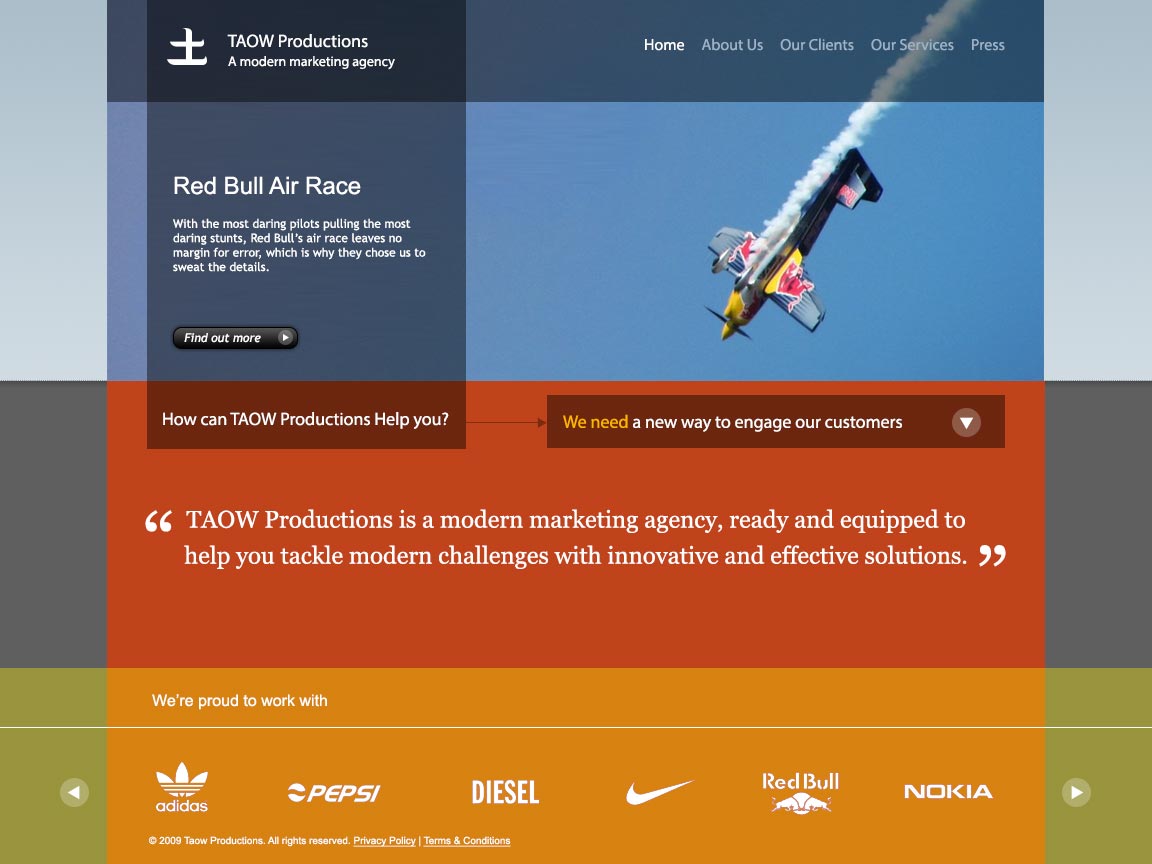 土
TAOW Productions
A modern marketing agency
Home About Us Our Clients Our Services Press
Red Bull Air Race
With the most daring pilots pulling the most
daring stunts, Red Bull's air race leaves no
margin for error, which is why they chose us to
sweat the details.
Find out more
How can TAOW Productions Help you?
We need a new way to engage our customers
“ TAOW Productions is a modern marketing agency, ready and equipped to
help you tackle modern challenges with innovative and effective solutions. ”
We're proud to work with
adidas PEPSI DIESEL Red Bull NOKIA
© 2009 Taow Productions. All rights reserved. Privacy Policy | Terms & Conditions